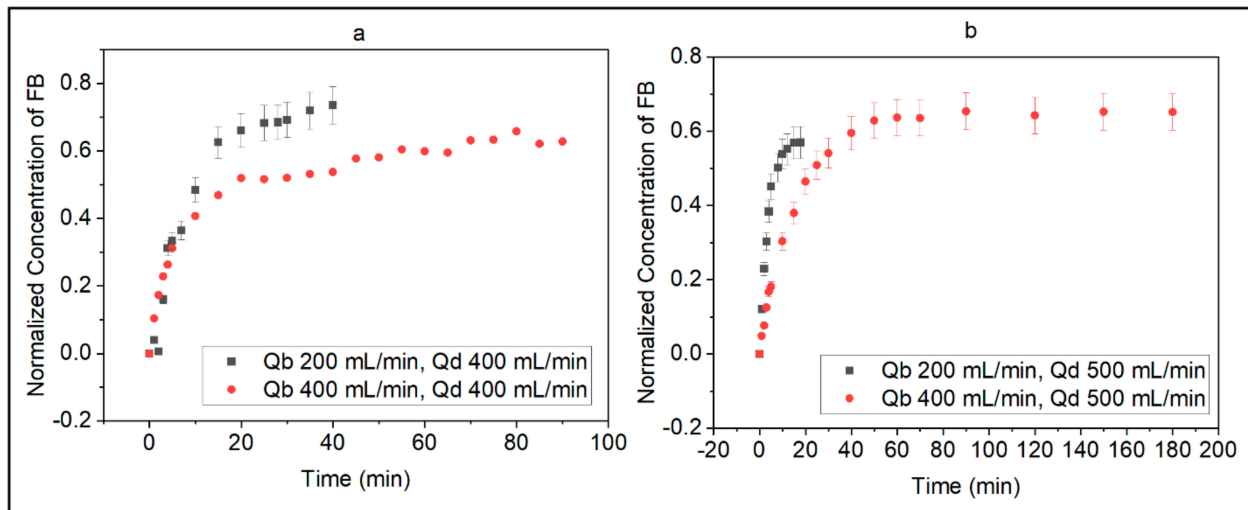 a
Normalized Concentration of FB
0.8
0.6
0.4
0.2
0.0
-0.2
Qb 200 mL/min, Qd 400 mL/min
Qb 400 mL/min, Qd 400 mL/min
0 20 40 60 80 100
Time (min)
b
Normalized Concentration of FB
0.8
0.6
0.4
0.2
0.0
-0.2
Qb 200 mL/min, Qd 500 mL/min
Qb 400 mL/min, Qd 500 mL/min
-20 0 20 40 60 80 100 120 140 160 180 200
Time (min)